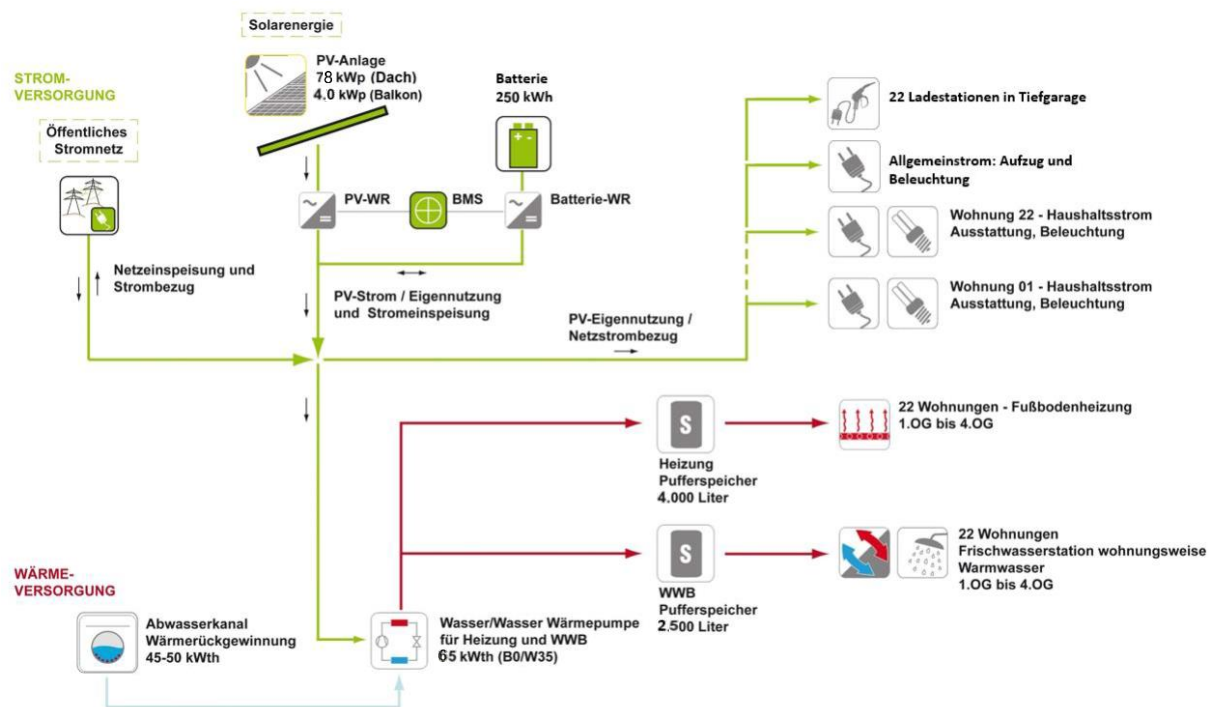 Solarenergie
PV-Anlage
78 kWp (Dach)
4.0 kWp (Balkon)
STROM-
VERSORGUNG
Öffentliches
Stromnetz
Batterie
250 kWh
+ -
PV-WR
BMS
Batterie-WR
Netzeinspeisung und
Strombezug
PV-Strom / Eigennutzung
und Stromeinspeisung
PV-Eigennutzung /
Netzstrombezug
22 Ladestationen in Tiefgarage
Allgemeinstrom: Aufzug und
Beleuchtung
Wohnung 22 - Haushaltsstrom
Ausstattung, Beleuchtung
Wohnung 01 - Haushaltsstrom
Ausstattung, Beleuchtung
S
Heizung
Pufferspeicher
4.000 Liter
22 Wohnungen - Fußbodenheizung
1.OG bis 4.OG
S
WWB
Pufferspeicher
2.500 Liter
22 Wohnungen
Frischwasserstation wohnungsweise
Warmwasser
1.OG bis 4.OG
WÄRME-
VERSORGUNG
Abwasserkanal
Wärmerückgewinnung
45-50 kWth
Wasser/Wasser Wärmepumpe
für Heizung und WWB
65 kWth (B0/W35)